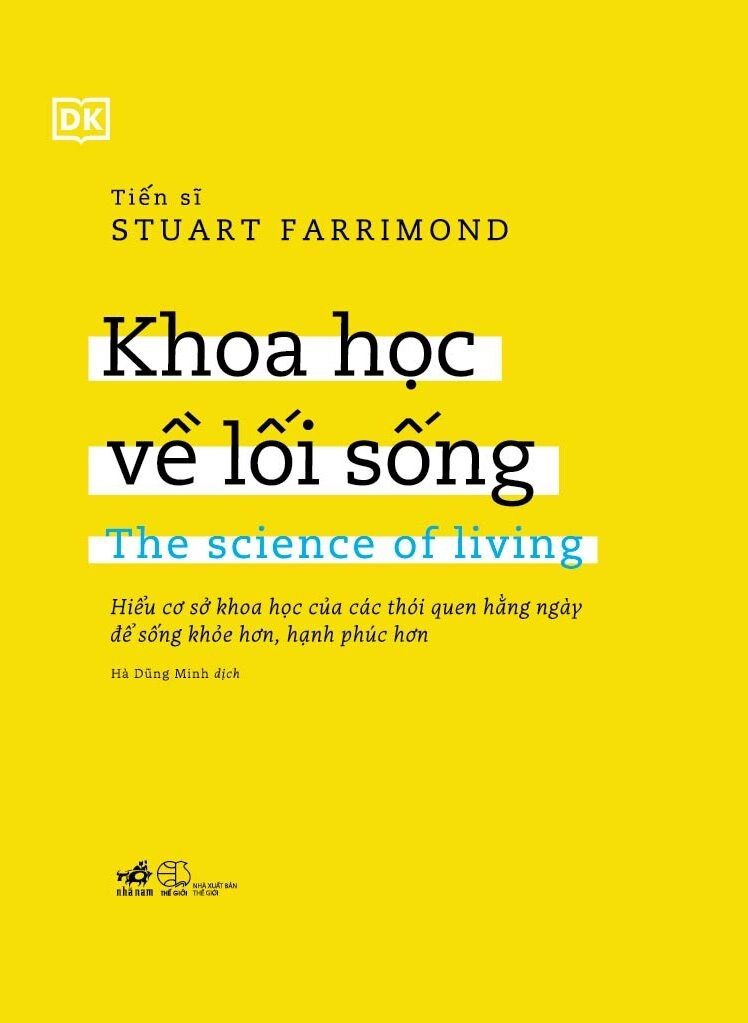 DK
Tiến sĩ
STUART FARRIMOND
Khoa học
về lối sống
The science of living
Hiểu cơ sở khoa học của các thói quen hằng ngày
để sống khỏe hơn, hạnh phúc hơn
Hà Dũng Minh dịch
nhã nam
THẾ GIỚI
NHÀ XUẤT BẢN
THẾ GIỚI